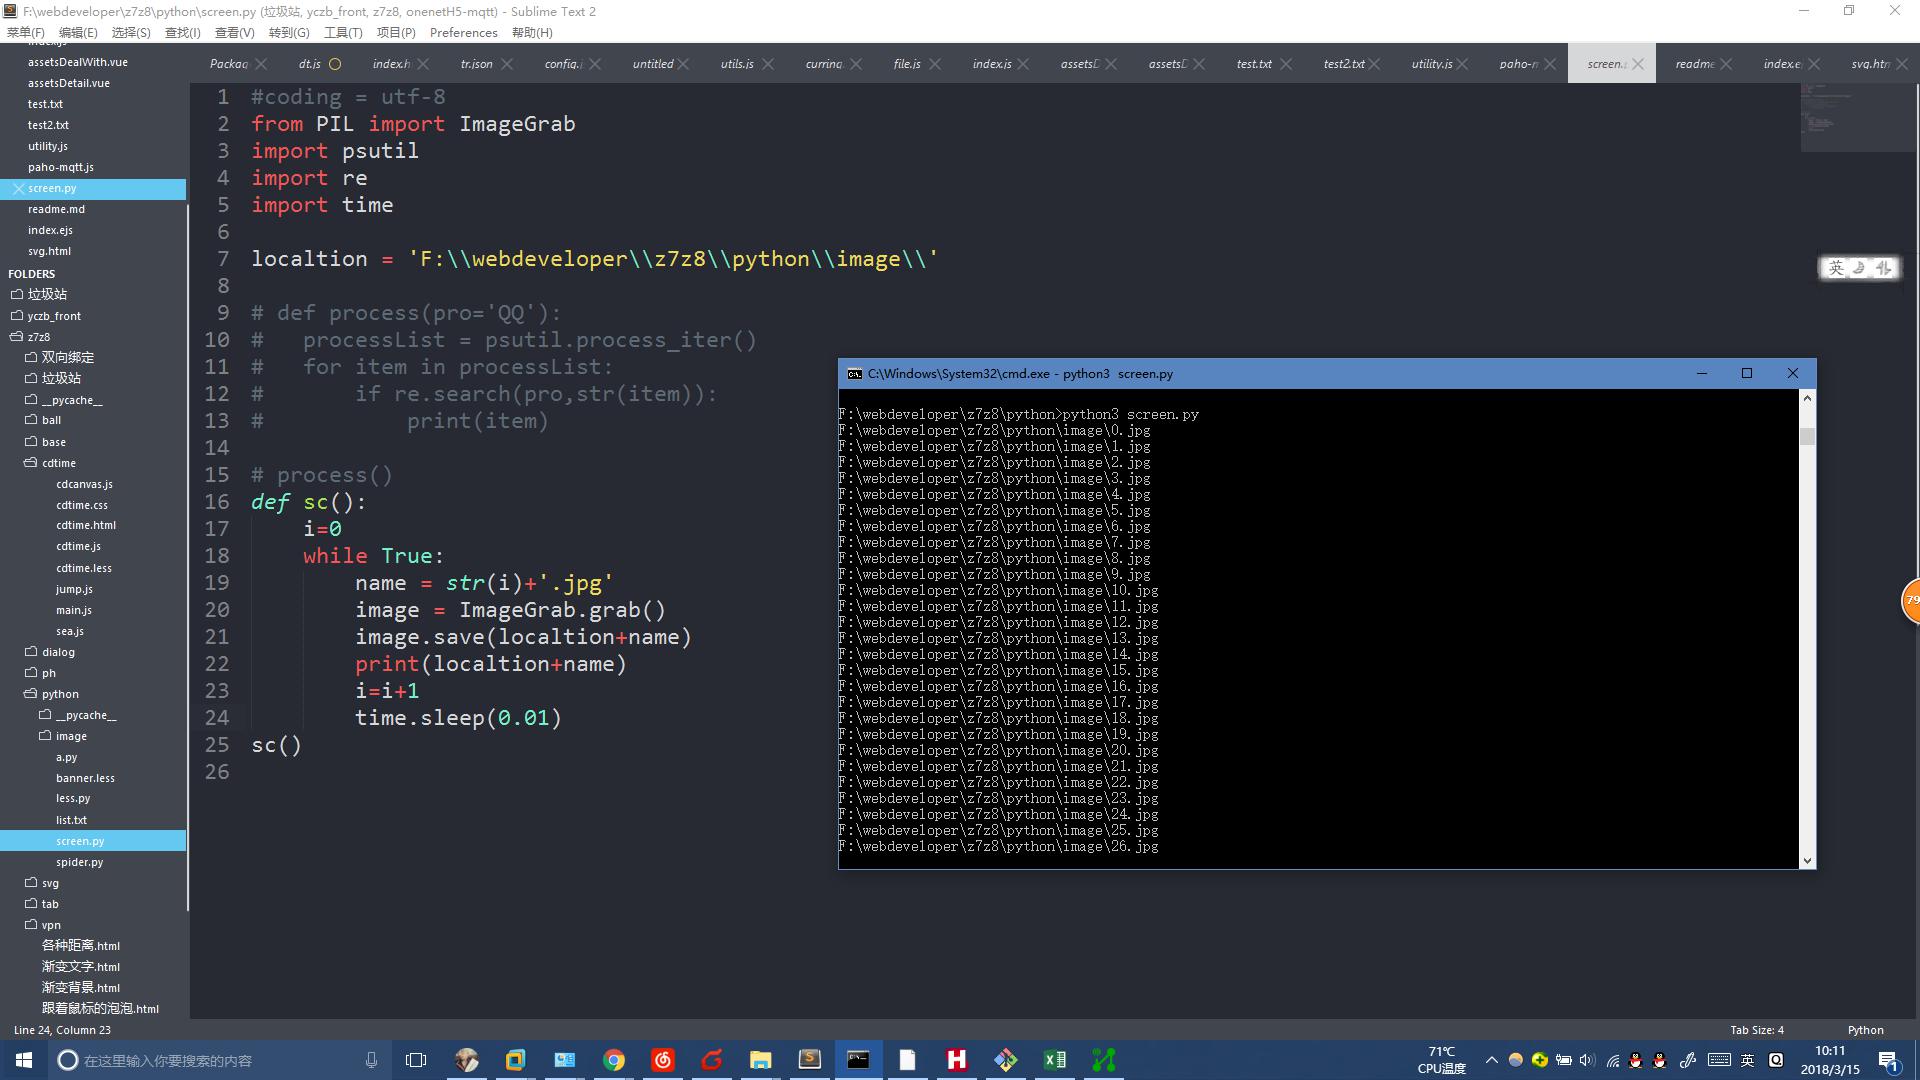 F:\webdeveloper\z7z8\python\screen.py (垃圾站, yczb_front, z7z8, onenetH5-mqtt) - Sublime Text 2
菜单(F) 编辑(E) 选择(S) 查找(I) 查看(V) 转到(G) 工具(T) 项目(P) Preferences 帮助(H)
Packag dt.js index.h tr.json config.j untitled utils.js curring. file.js index.js assetsD assetsD test.txt test2.txt utility.js paho-m screen.p readme index.e svg.htm
index.js
assetsDealWith.vue
assetsDetail.vue
test.txt
test2.txt
utility.js
paho-mqtt.js
screen.py
readme.md
index.ejs
svg.html
FOLDERS
垃圾站
yczb_front
z7z8
双向绑定
垃圾站
__pycache__
ball
base
cdtime
cdcanvas.js
cdtime.css
cdtime.html
cdtime.js
cdtime.less
jump.js
main.js
sea.js
dialog
ph
python
__pycache__
image
a.py
banner.less
less.py
list.txt
screen.py
spider.py
svg
tab
vpn
各种距离.html
渐变文字.html
渐变背景.html
跟着鼠标的泡泡.html
1 #coding = utf-8
2 from PIL import ImageGrab
3 import psutil
4 import re
5 import time
6
7 localtion = 'F:\\webdeveloper\\z7z8\\python\\image\\'
8
9 # def process(pro='QQ'):
10 #   processList = psutil.process_iter()
11 #   for item in processList:
12 #       if re.search(pro,str(item)):
13 #           print(item)
14
15 # process()
16 def sc():
17     i=0
18     while True:
19         name = str(i)+'.jpg'
20         image = ImageGrab.grab()
21         image.save(localtion+name)
22         print(localtion+name)
23         i=i+1
24         time.sleep(0.01)
25 sc()
26
英
79
C:\Windows\System32\cmd.exe - python3  screen.py
F:\webdeveloper\z7z8\python>python3 screen.py
F:\webdeveloper\z7z8\python\image\0.jpg
F:\webdeveloper\z7z8\python\image\1.jpg
F:\webdeveloper\z7z8\python\image\2.jpg
F:\webdeveloper\z7z8\python\image\3.jpg
F:\webdeveloper\z7z8\python\image\4.jpg
F:\webdeveloper\z7z8\python\image\5.jpg
F:\webdeveloper\z7z8\python\image\6.jpg
F:\webdeveloper\z7z8\python\image\7.jpg
F:\webdeveloper\z7z8\python\image\8.jpg
F:\webdeveloper\z7z8\python\image\9.jpg
F:\webdeveloper\z7z8\python\image\10.jpg
F:\webdeveloper\z7z8\python\image\11.jpg
F:\webdeveloper\z7z8\python\image\12.jpg
F:\webdeveloper\z7z8\python\image\13.jpg
F:\webdeveloper\z7z8\python\image\14.jpg
F:\webdeveloper\z7z8\python\image\15.jpg
F:\webdeveloper\z7z8\python\image\16.jpg
F:\webdeveloper\z7z8\python\image\17.jpg
F:\webdeveloper\z7z8\python\image\18.jpg
F:\webdeveloper\z7z8\python\image\19.jpg
F:\webdeveloper\z7z8\python\image\20.jpg
F:\webdeveloper\z7z8\python\image\21.jpg
F:\webdeveloper\z7z8\python\image\22.jpg
F:\webdeveloper\z7z8\python\image\23.jpg
F:\webdeveloper\z7z8\python\image\24.jpg
F:\webdeveloper\z7z8\python\image\25.jpg
F:\webdeveloper\z7z8\python\image\26.jpg
Line 24, Column 23 Tab Size: 4 Python
在这里输入你要搜索的内容
71℃
CPU温度
英
10:11
2018/3/15
1